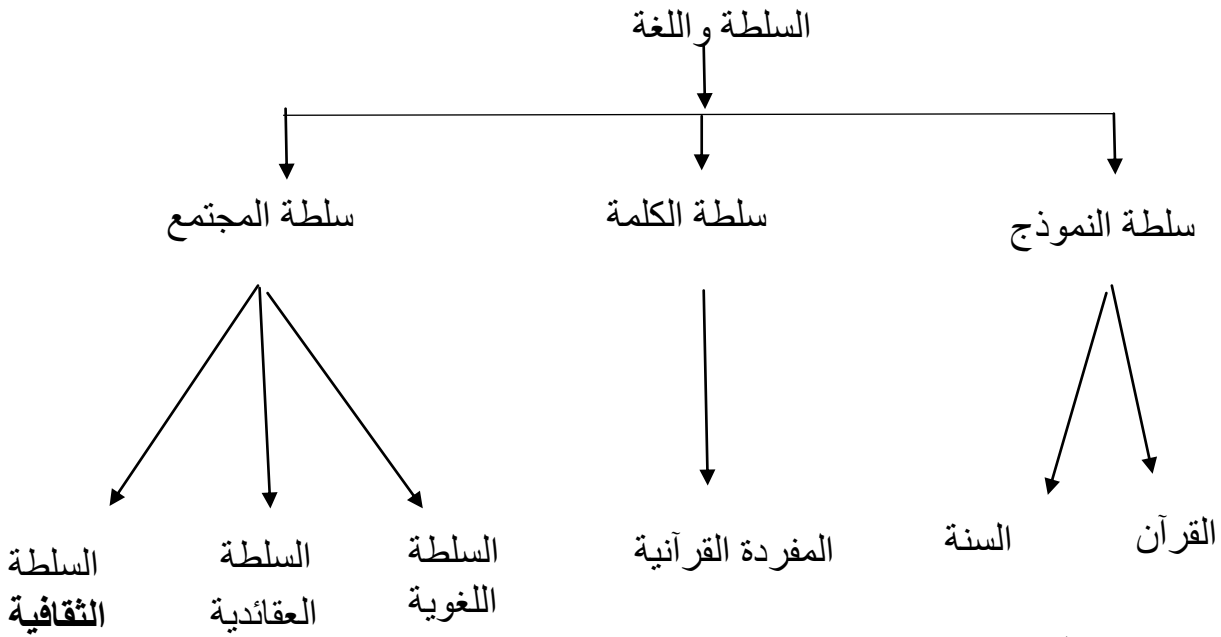 السلطة واللغة
سلطة النموذج
سلطة الكلمة
سلطة المجتمع
القرآن
السنة
المفردة القرآنية
السلطة
اللغوية
السلطة
العقائدية
السلطة
الثقافية